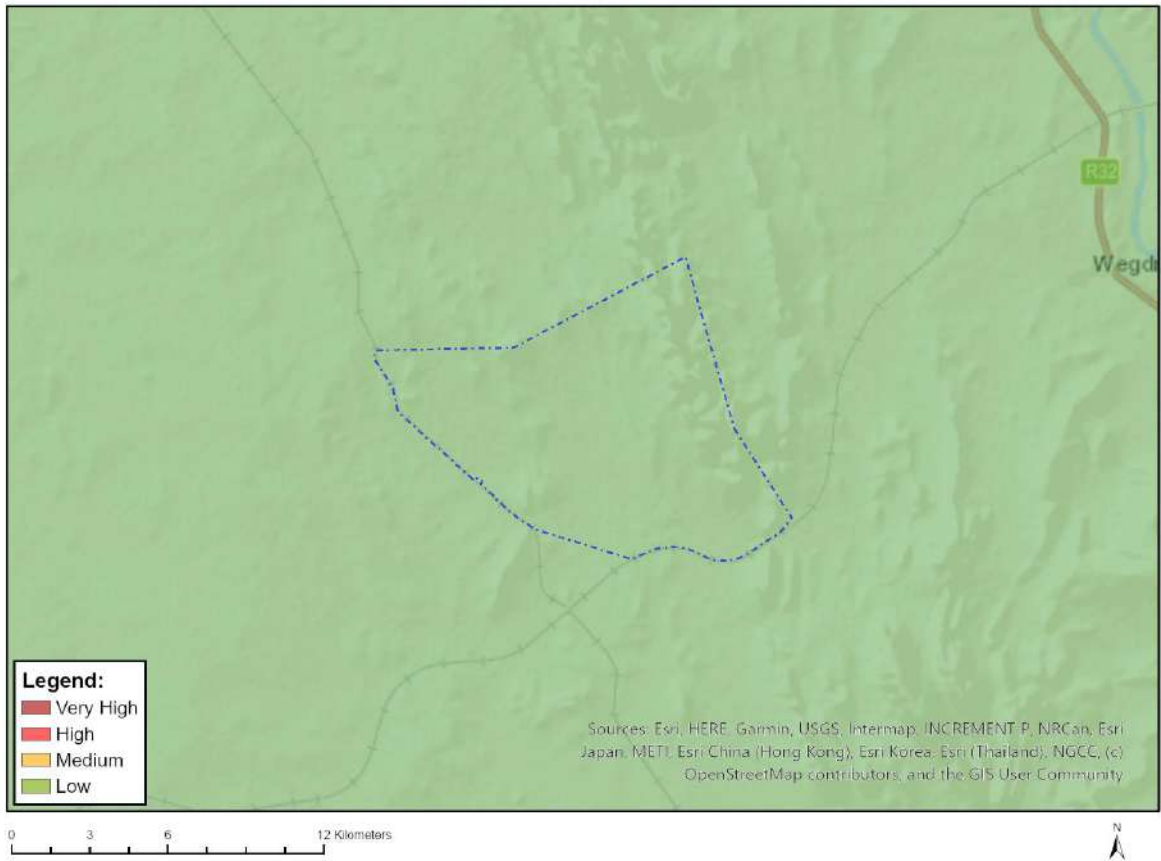 R32
Wegdr
Legend:
Very High
High
Medium
Low
Sources: Esri, HERE, Garmin, USGS, Intermap, INCREMENT P, NRCan, Esri
Japan, METI, Esri China (Hong Kong), Esri Korea, Esri (Thailand), NGCC, (c)
OpenStreetMap contributors, and the GIS User Community
0 3 6 12 Kilometers
N